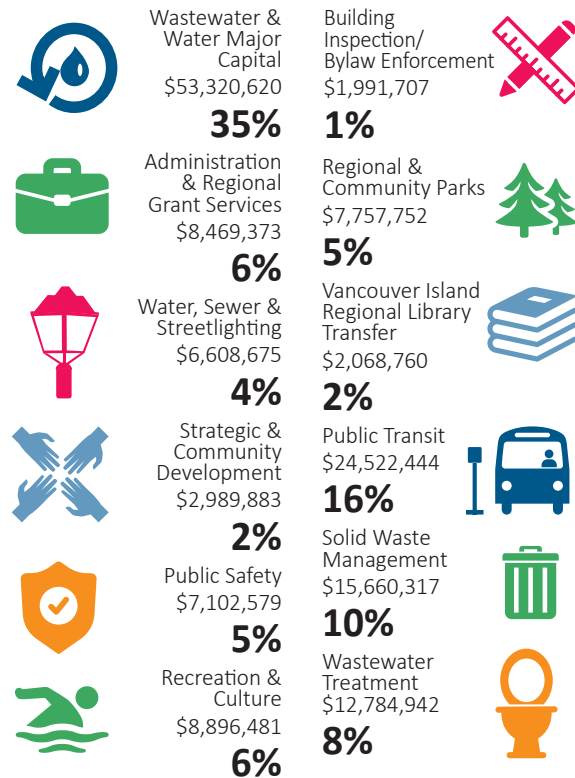 Wastewater &
Water Major
Capital
$53,320,620
35%
Administration
& Regional
Grant Services
$8,469,373
6%
Water, Sewer &
Streetlighting
$6,608,675
4%
Strategic &
Community
Development
$2,989,883
2%
Public Safety
$7,102,579
5%
Recreation &
Culture
$8,896,481
6%
Building
Inspection/
Bylaw Enforcement
$1,991,707
1%
Regional &
Community Parks
$7,757,752
5%
Vancouver Island
Regional Library
Transfer
$2,068,760
2%
Public Transit
$24,522,444
16%
Solid Waste
Management
$15,660,317
10%
Wastewater
Treatment
$12,784,942
8%